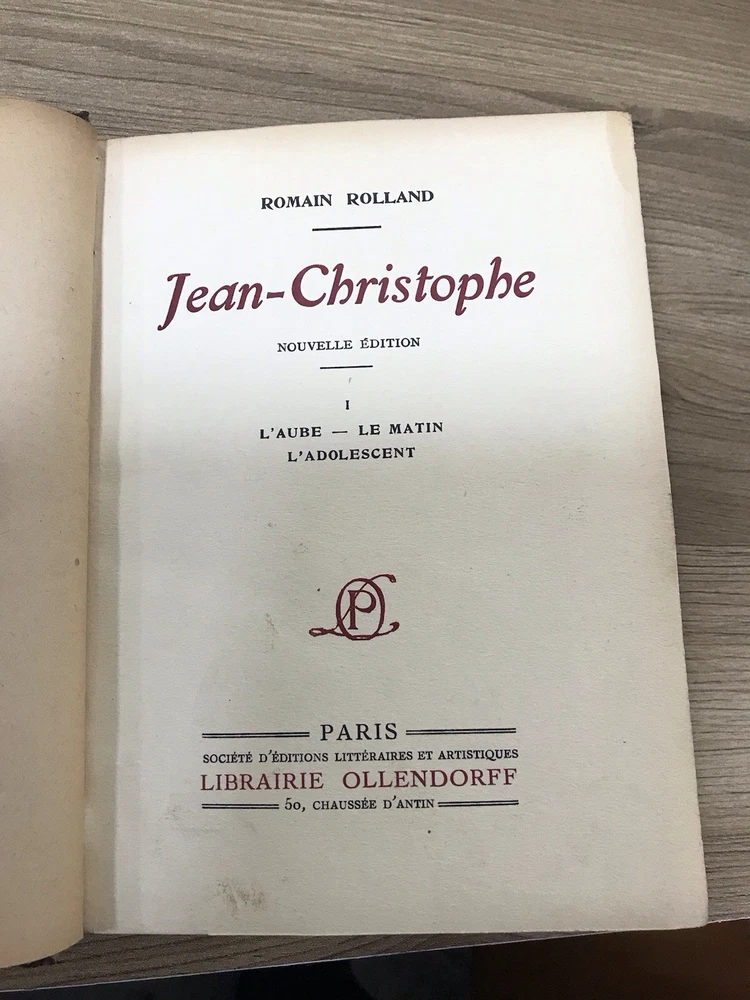 ROMAIN ROLLAND
Jean-Christophe
NOUVELLE ÉDITION
I
L'AUBE — LE MATIN
L'ADOLESCENT
PARIS
SOCIÉTÉ D'ÉDITIONS LITTÉRAIRES ET ARTISTIQUES
LIBRAIRIE OLLENDORFF
50, CHAUSSÉE D'ANTIN